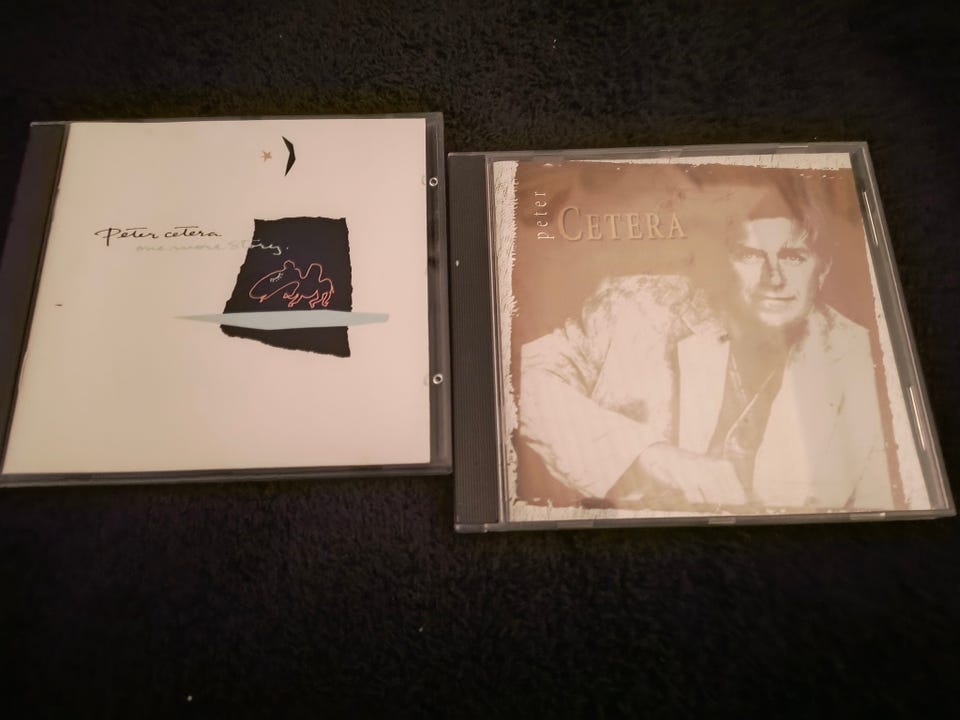 Peter cetera
one more story.
peter
CETERA